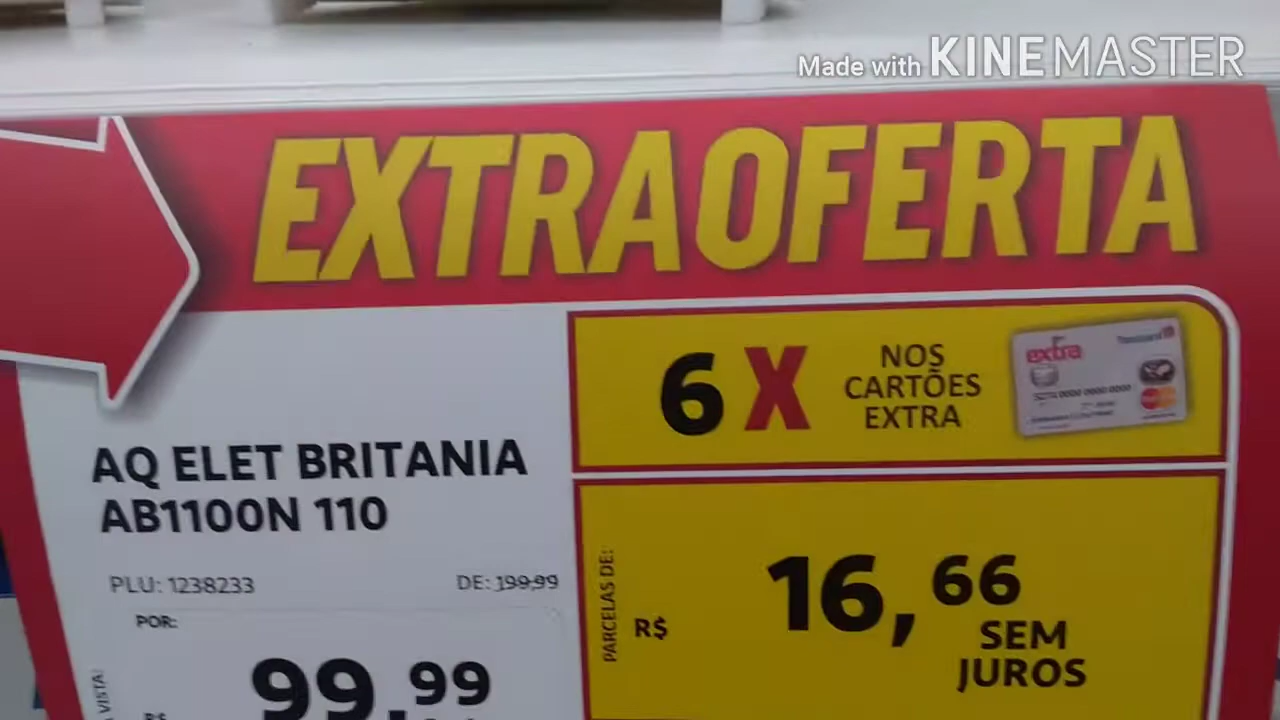 Made with KINEMASTER
EXTRAOFERTA
6 X
NOS
CARTÕES
EXTRA
extra
AQ ELET BRITANIA
AB1100N 110
PLU: 1238233
DE: 199,99
POR:
R$
99,99
VISTA:
PARCELAS DE:
R$
16,66
SEM
JUROS